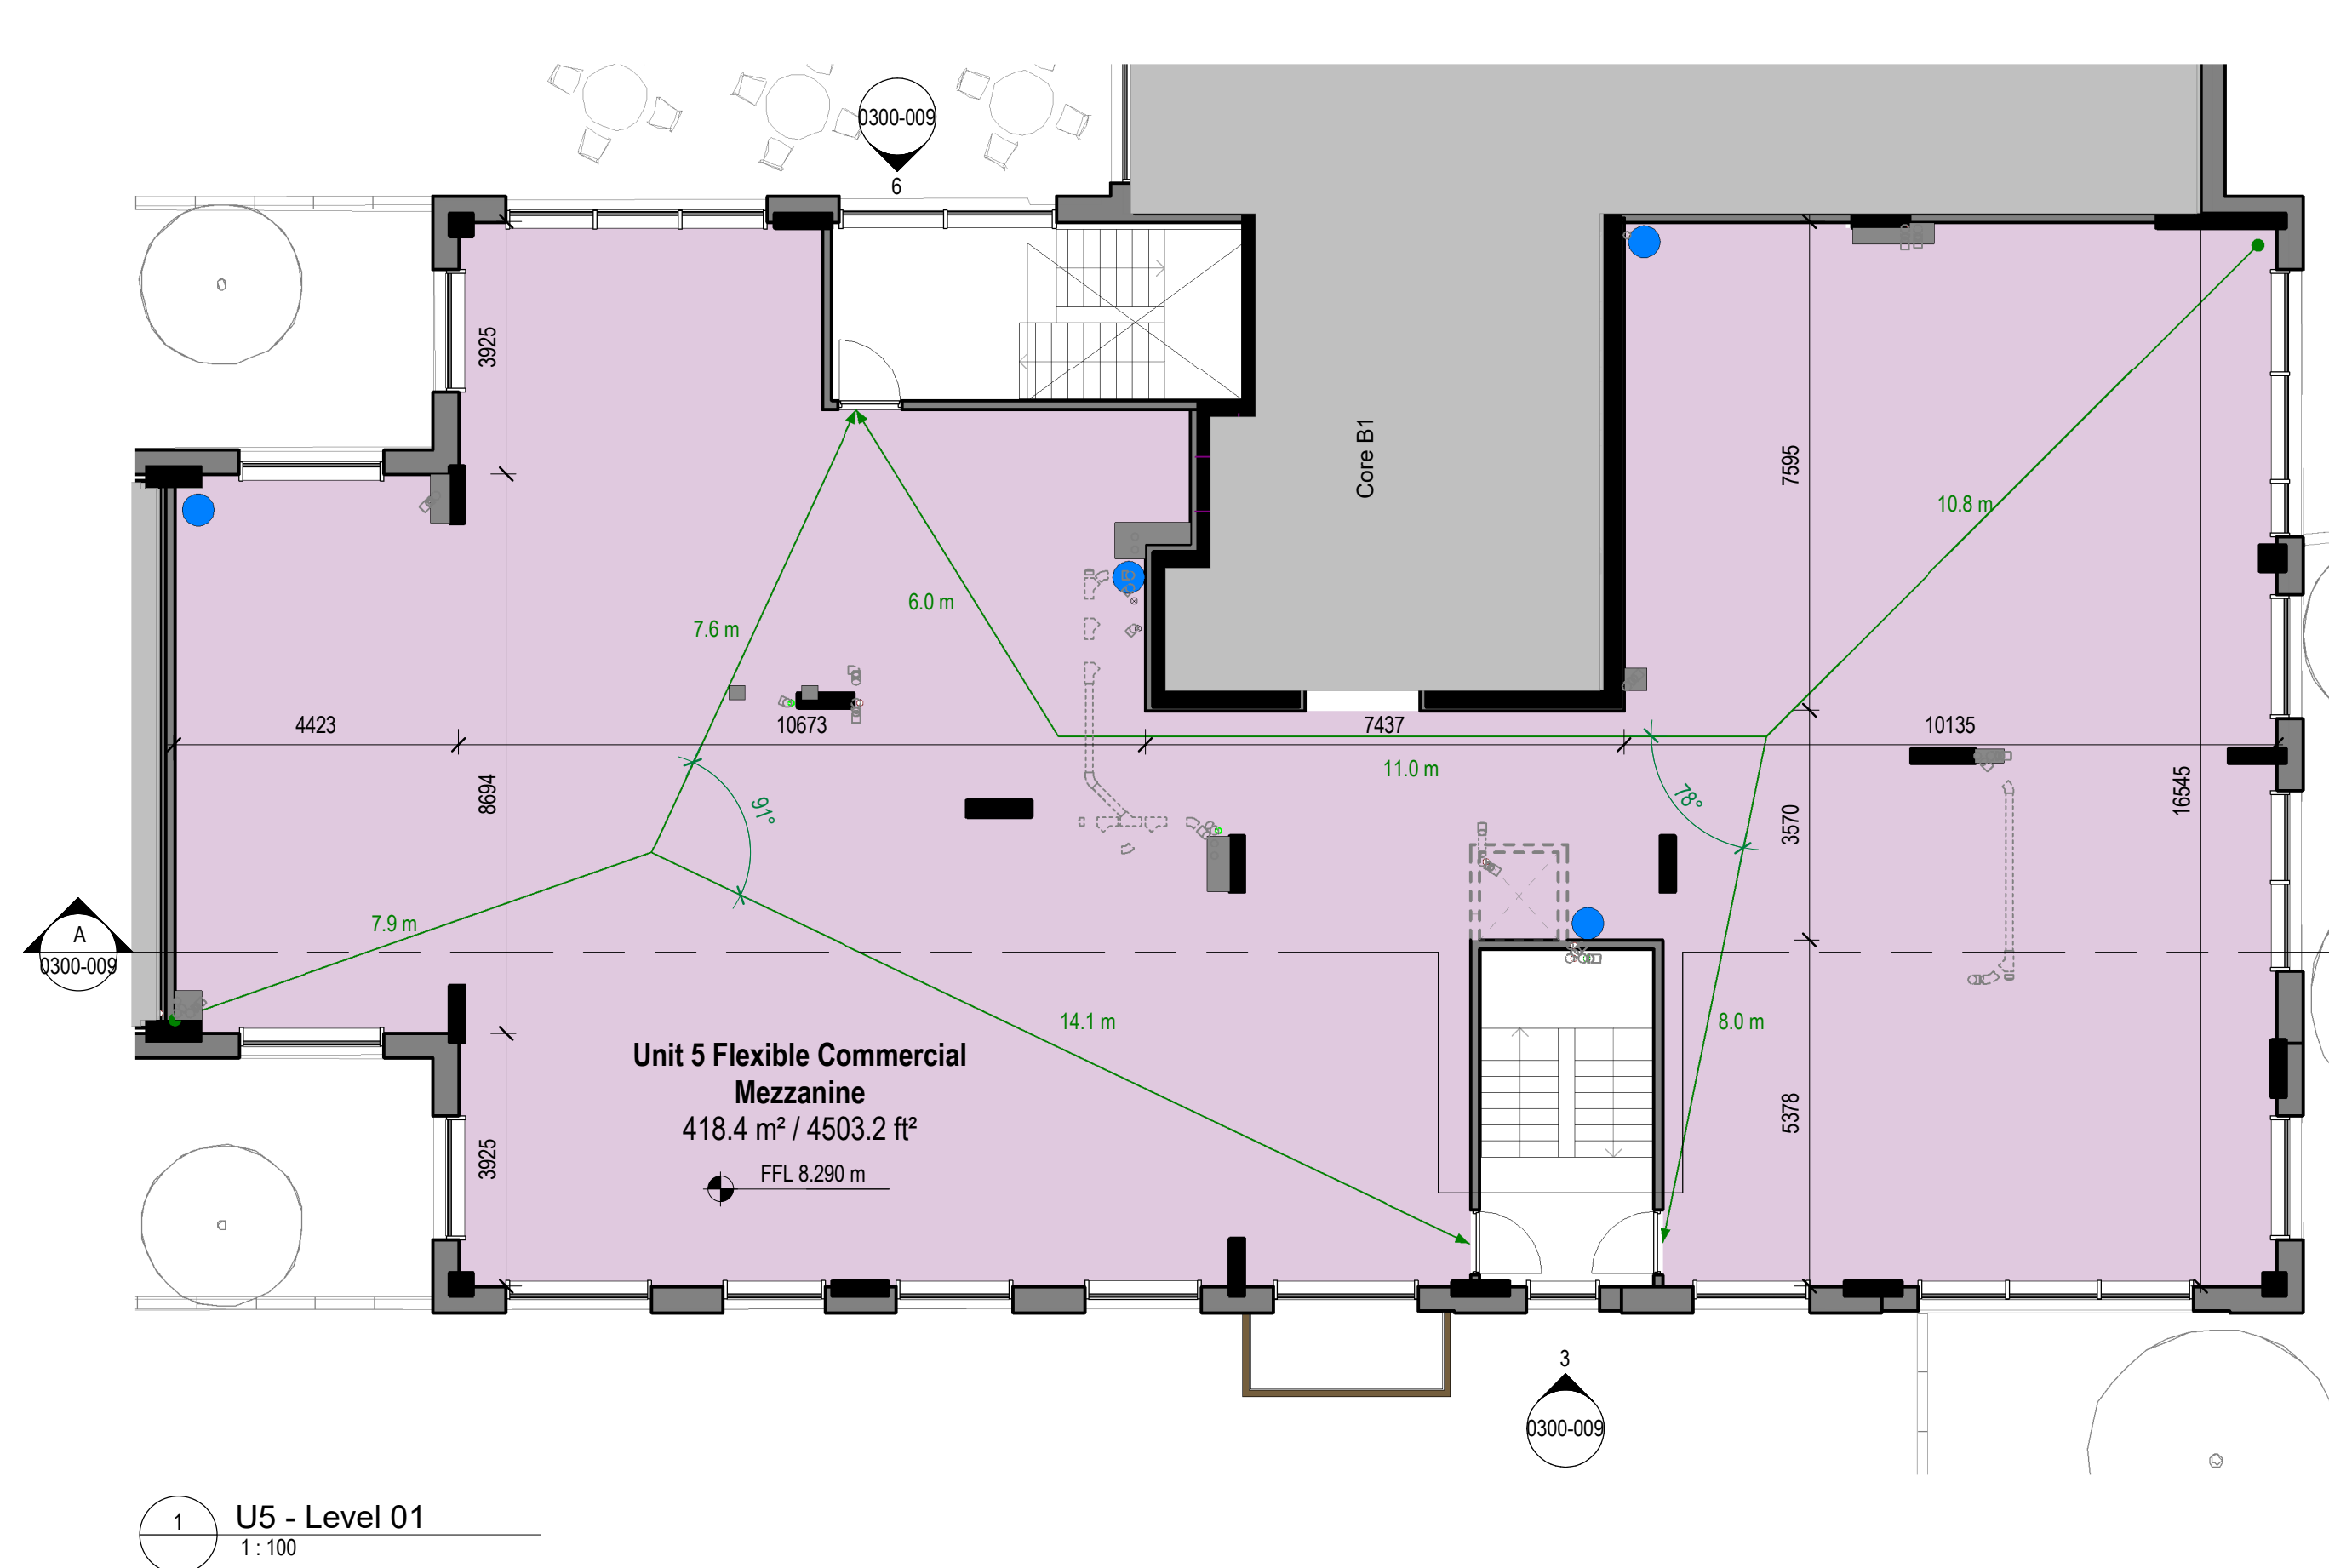 0300-009
6
3925
Core B1
7595
10.8 m
6.0 m
7.6 m
4423
10673
7437
10135
11.0 m
8694
91°
78°
3570
16545
7.9 m
A
0300-009
14.1 m
8.0 m
Unit 5 Flexible Commercial
Mezzanine
418.4 m² / 4503.2 ft²
FFL 8.290 m
3925
5378
3
0300-009
1
U5 - Level 01
1 : 100